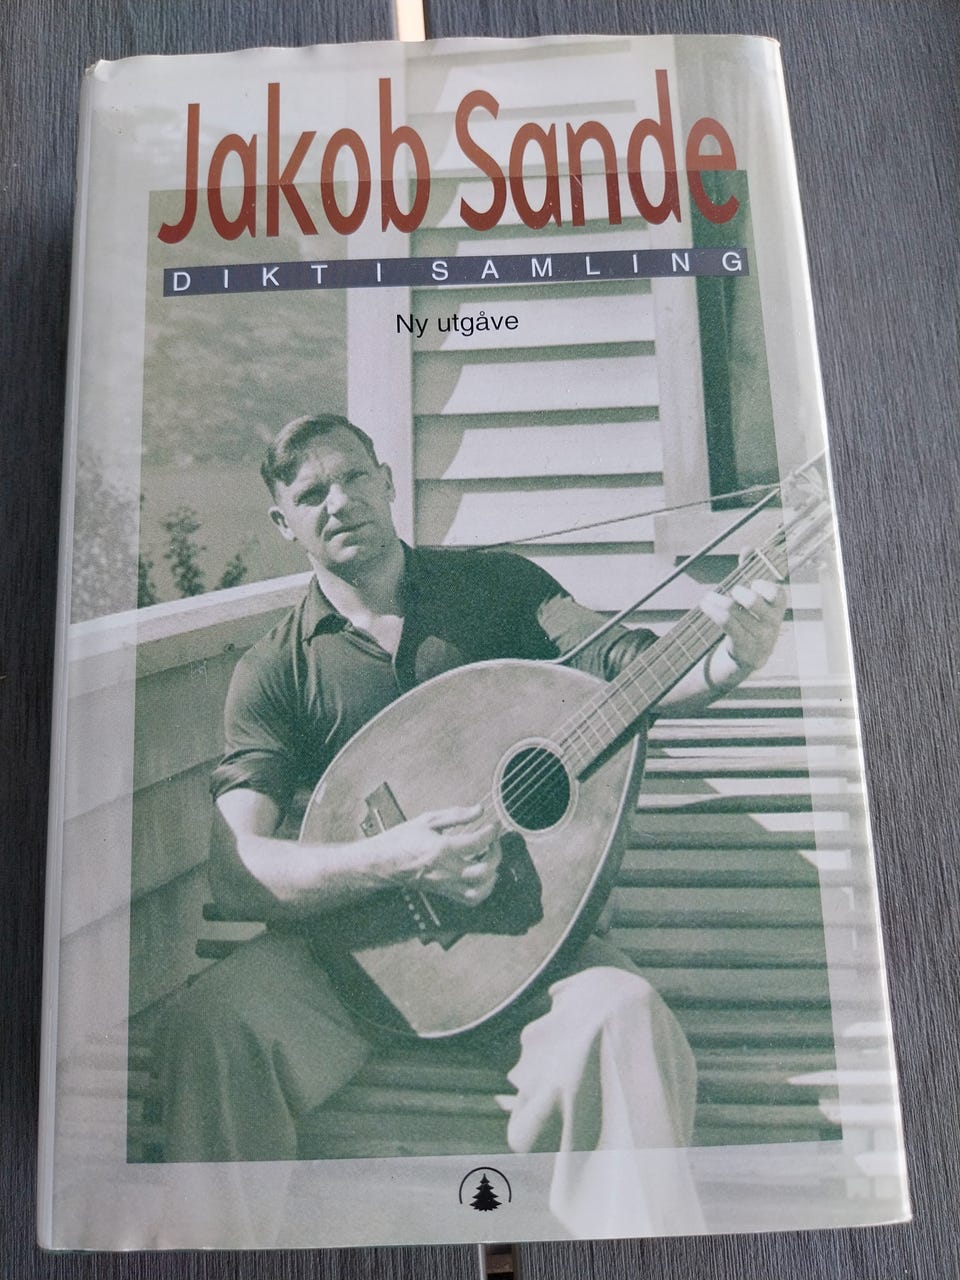 Jakob Sande
DIKT I SAMLING
Ny utgåve